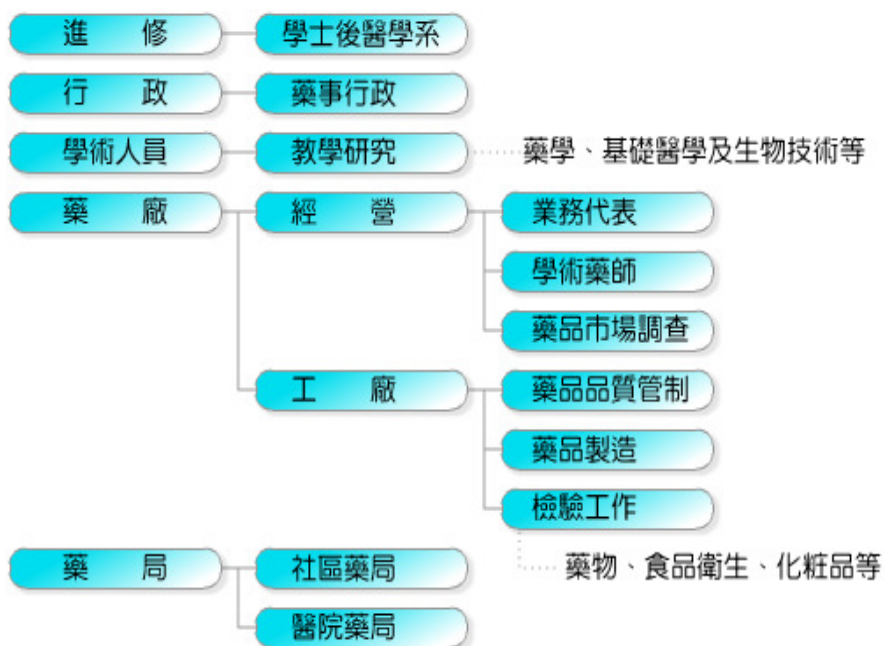 進 修 學士後醫學系
行 政 藥事行政
學術人員 教學研究 藥學、基礎醫學及生物技術等
藥 廠 經 營 業務代表
學術藥師
藥品市場調查
工 廠 藥品品質管制
藥品製造
檢驗工作
藥 局 社區藥局 藥物、食品衛生、化粧品等
醫院藥局